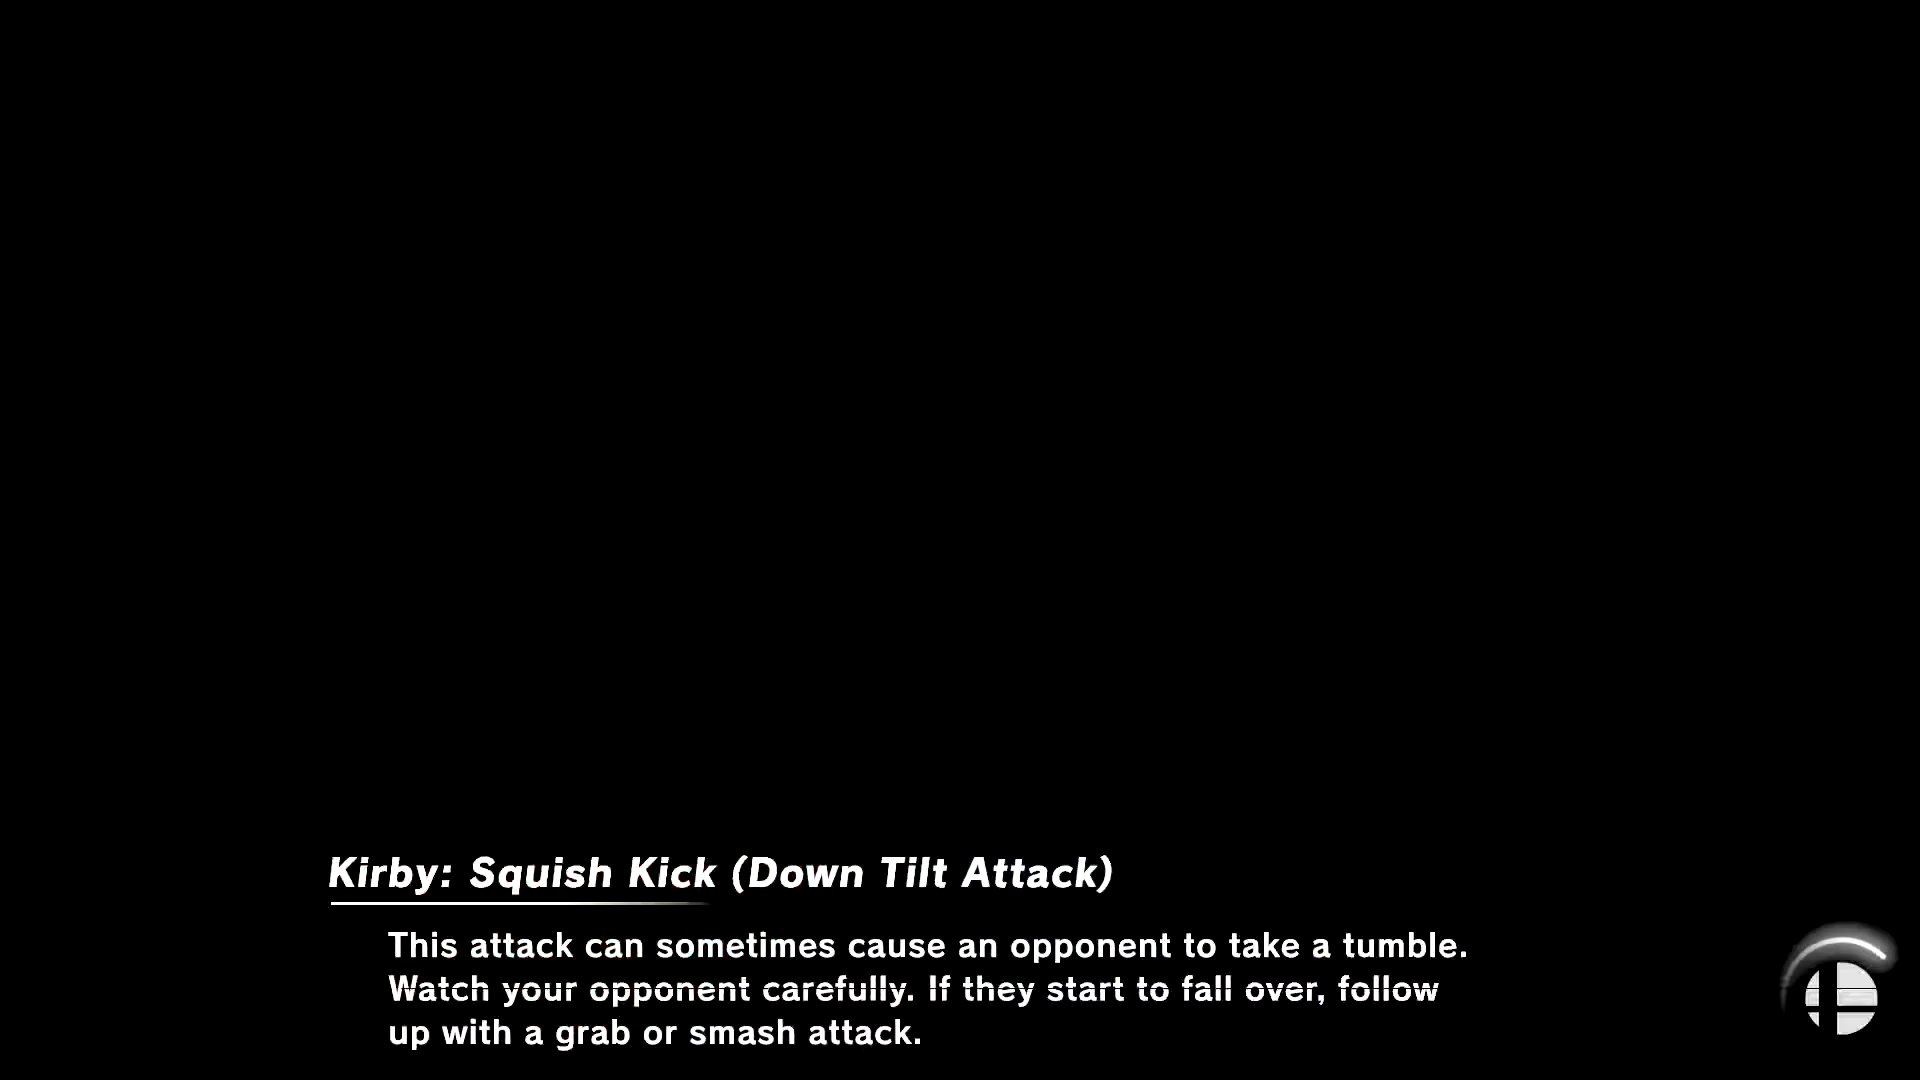 Kirby: Squish Kick (Down Tilt Attack)
This attack can sometimes cause an opponent to take a tumble.
Watch your opponent carefully. If they start to fall over, follow
up with a grab or smash attack.